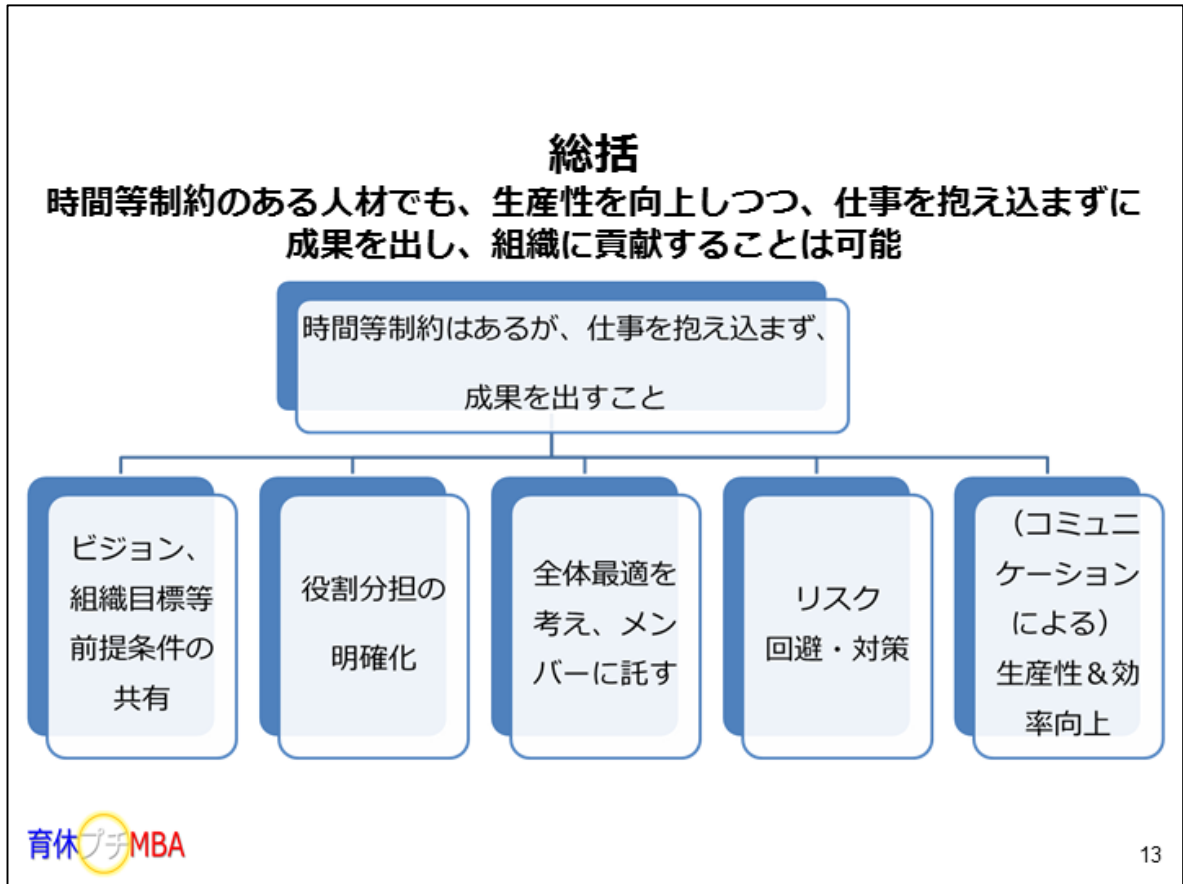 総括
時間等制約のある人材でも、生産性を向上しつつ、仕事を抱え込まずに
成果を出し、組織に貢献することは可能
時間等制約はあるが、仕事を抱え込まず、
成果を出すこと
ビジョン、
組織目標等
前提条件の
共有
役割分担の
明確化
全体最適を
考え、メン
バーに託す
リスク
回避・対策
（コミュニ
ケーション
による）
生産性＆効
率向上
育休プチMBA
13